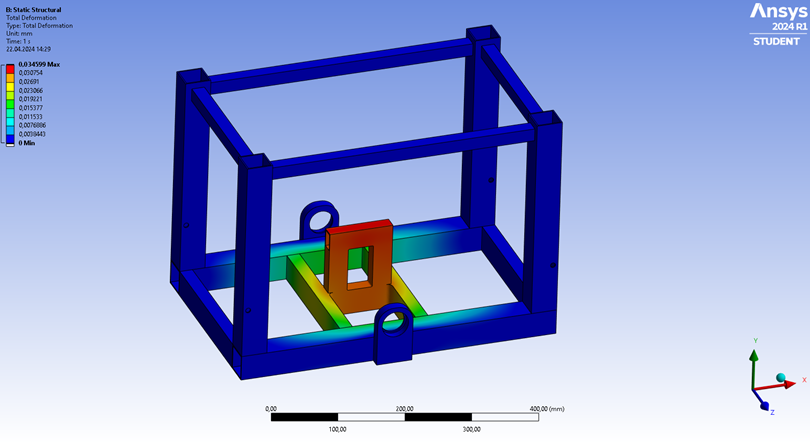 B: Static Structural
Total Deformation
Type: Total Deformation
Unit: mm
Time: 1 s
22.04.2024 14:29
0,034599 Max
0,030754
0,02691
0,023066
0,019221
0,015377
0,011533
0,0076886
0,0038443
0 Min
Ansys
2024 R1
STUDENT
Y
X
Z
0,00
200,00
400,00 (mm)
100,00
300,00